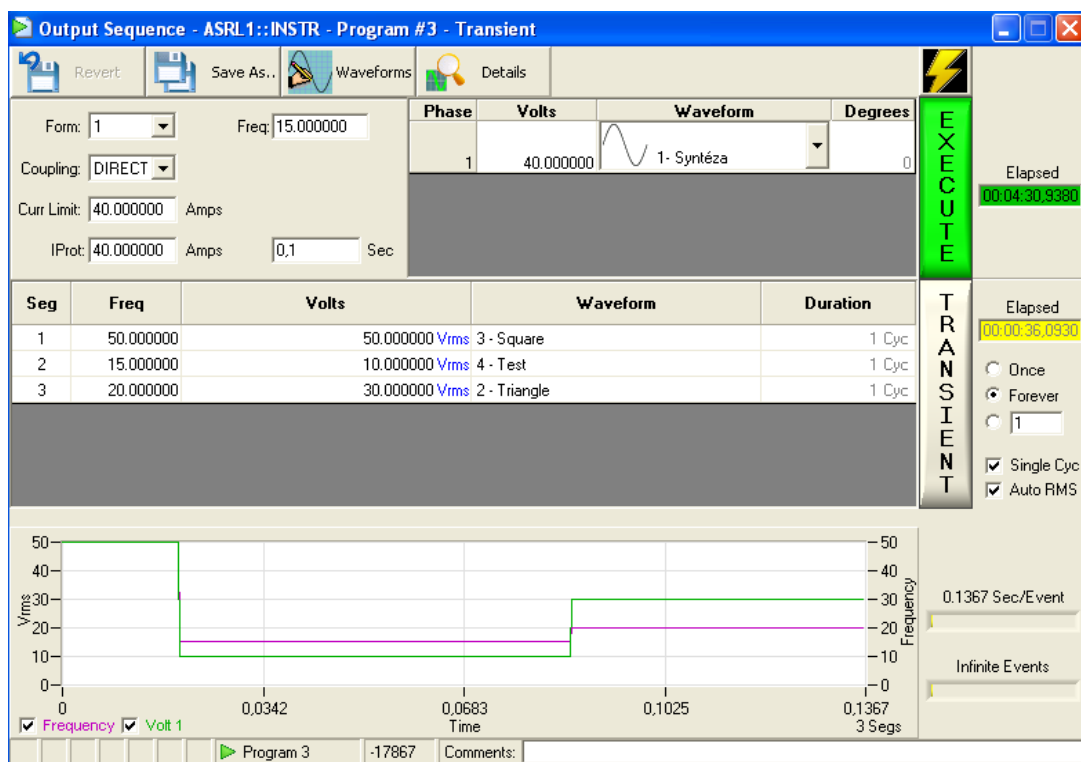 Output Sequence - ASRL1::INSTR - Program #3 - Transient
Revert Save As.. Waveforms Details
Form: 1 Freq: 15.000000
Coupling: DIRECT
Curr Limit: 40.000000 Amps
IProt: 40.000000 Amps 0,1 Sec
Phase Volts Waveform Degrees
1 40.000000 1- Syntéza 0
EXECUTE
Elapsed
00:04:30,9380
Seg Freq Volts Waveform Duration
1 50.000000 50.000000 Vrms 3 - Square 1 Cyc
2 15.000000 10.000000 Vrms 4 - Test 1 Cyc
3 20.000000 30.000000 Vrms 2 - Triangle 1 Cyc
TRANSIENT
Elapsed
00:00:36,0930
Once
Forever
1
Single Cyc
Auto RMS
50 50
40 40
30 30
20 20
10 10
0 0
Vrms
Frequency
0 0,0342 0,0683 0,1025 0,1367
Frequency Volt 1 Time 3 Segs
0.1367 Sec/Event
Infinite Events
Program 3 -17867 Comments: